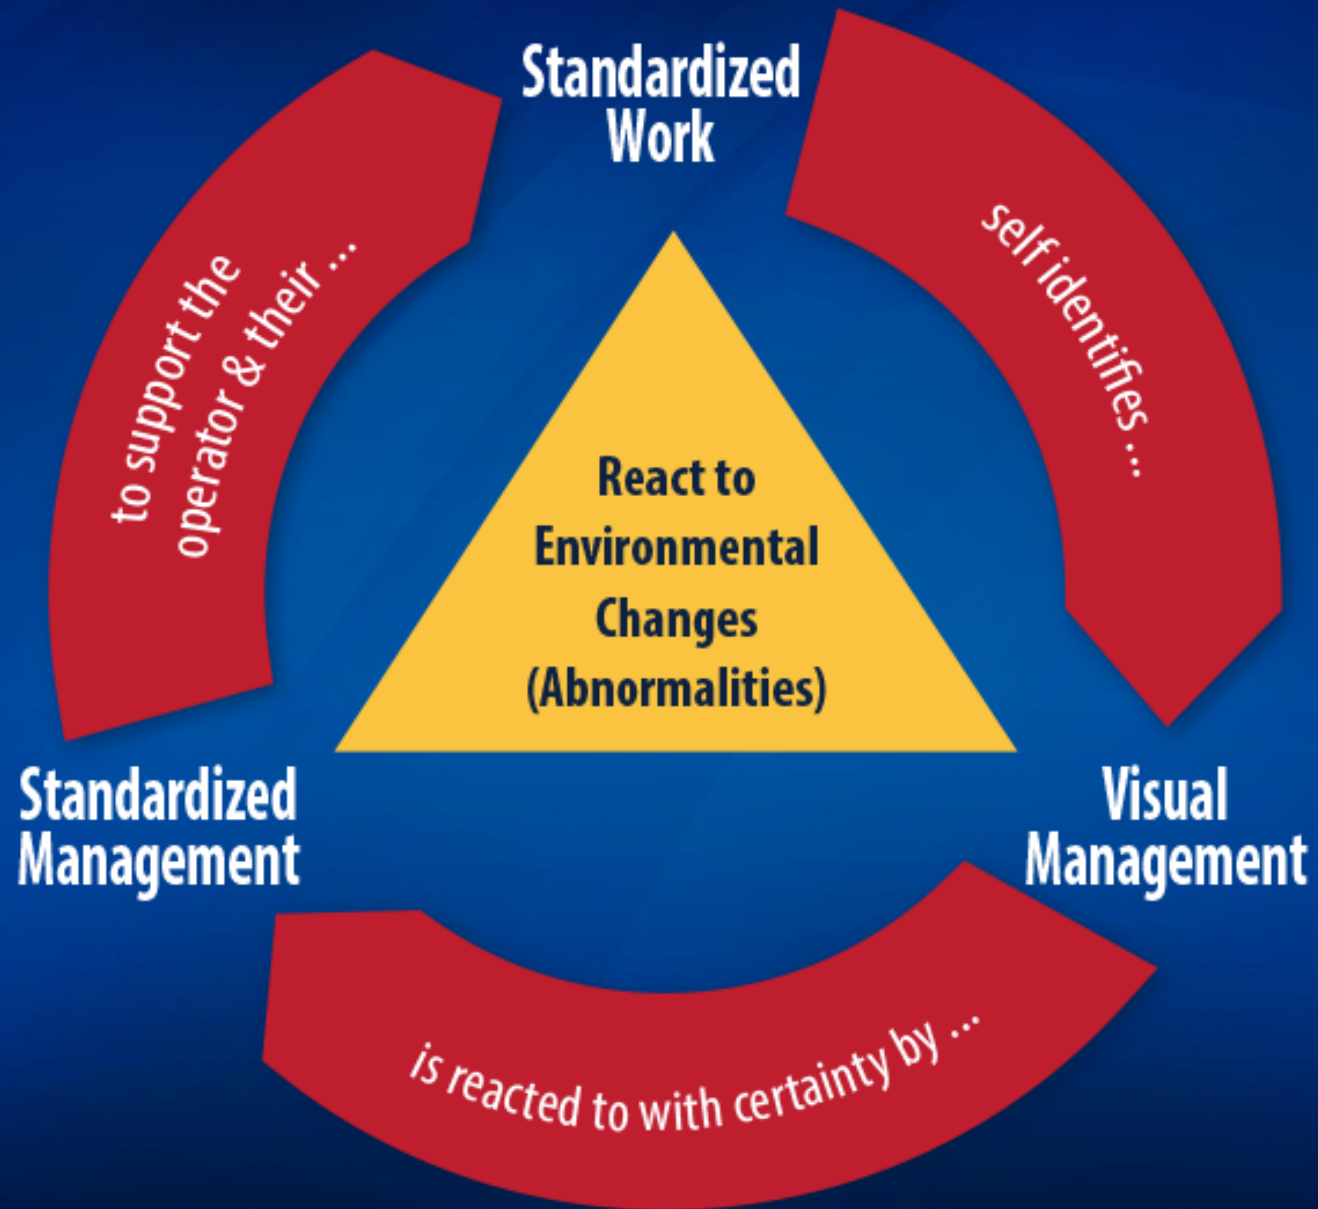 Standardized
Work
self identifies ...
Visual
Management
is reacted to with certainty by ...
Standardized
Management
to support the
operator & their ...
React to
Environmental
Changes
(Abnormalities)